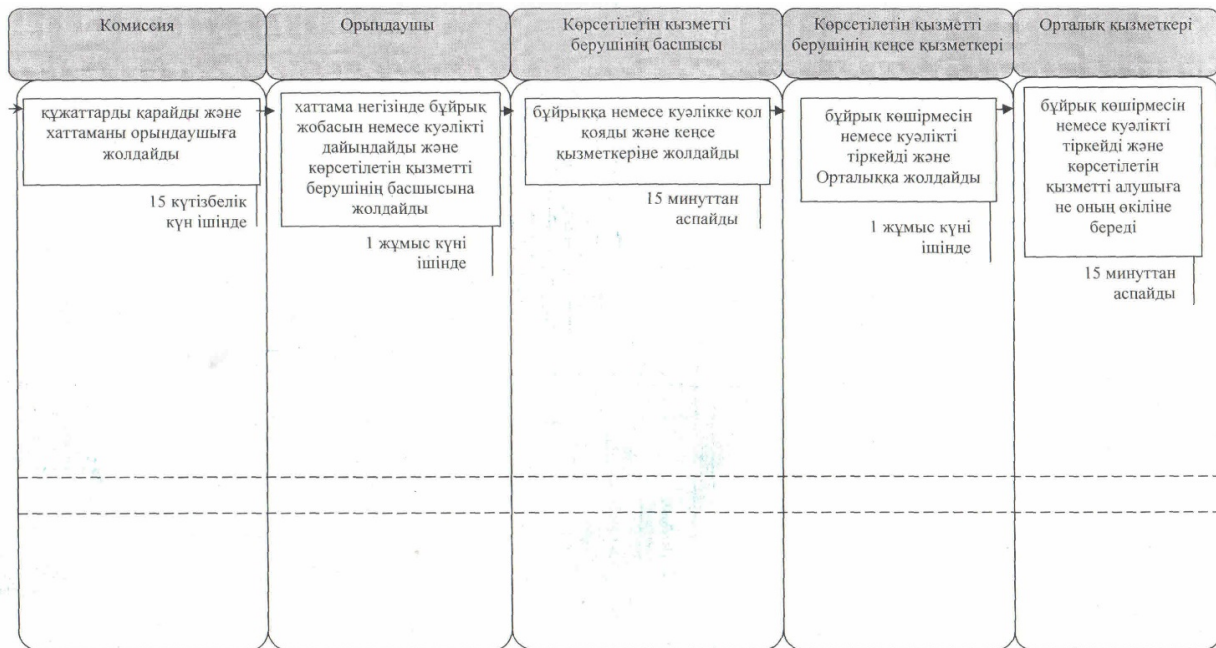 Комиссия
Орындаушы
Көрсетілетін қызметті
берушінің басшысы
Көрсетілетін қызметті
берушінің кеңсе қызметкері
Орталық қызметкері
құжаттарды қарайды және
хаттаманы орындаушыға
жолдайды
15 күтізбелік
күн ішінде
хаттама негізінде бұйрық
жобасын немесе куәлікті
дайындайды және
көрсетілетін қызметті
берушінің басшысына
жолдайды
1 жұмыс күні
ішінде
бұйрыққа немесе куәлікке қол
қояды және кеңсе
қызметкеріне жолдайды
15 минуттан
аспайды
бұйрық көшірмесін
немесе куәлікті
тіркейді және
Орталыққа жолдайды
1 жұмыс күні
ішінде
бұйрық көшірмесін
немесе куәлікті
тіркейді және
көрсетілетін
қызметті алушыға
не оның өкіліне
береді
15 минуттан
аспайды